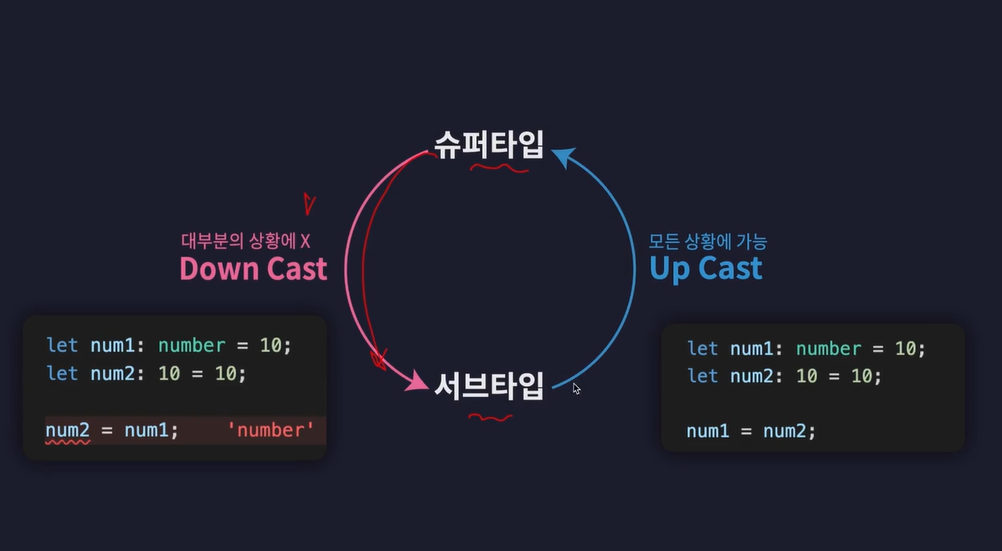 슈퍼타입
대부분의 상황에 X
Down Cast
모든 상황에 가능
Up Cast
let num1: number = 10;
let num2: 10 = 10;
num2 = num1;    'number'
서브타입
let num1: number = 10;
let num2: 10 = 10;
num1 = num2;